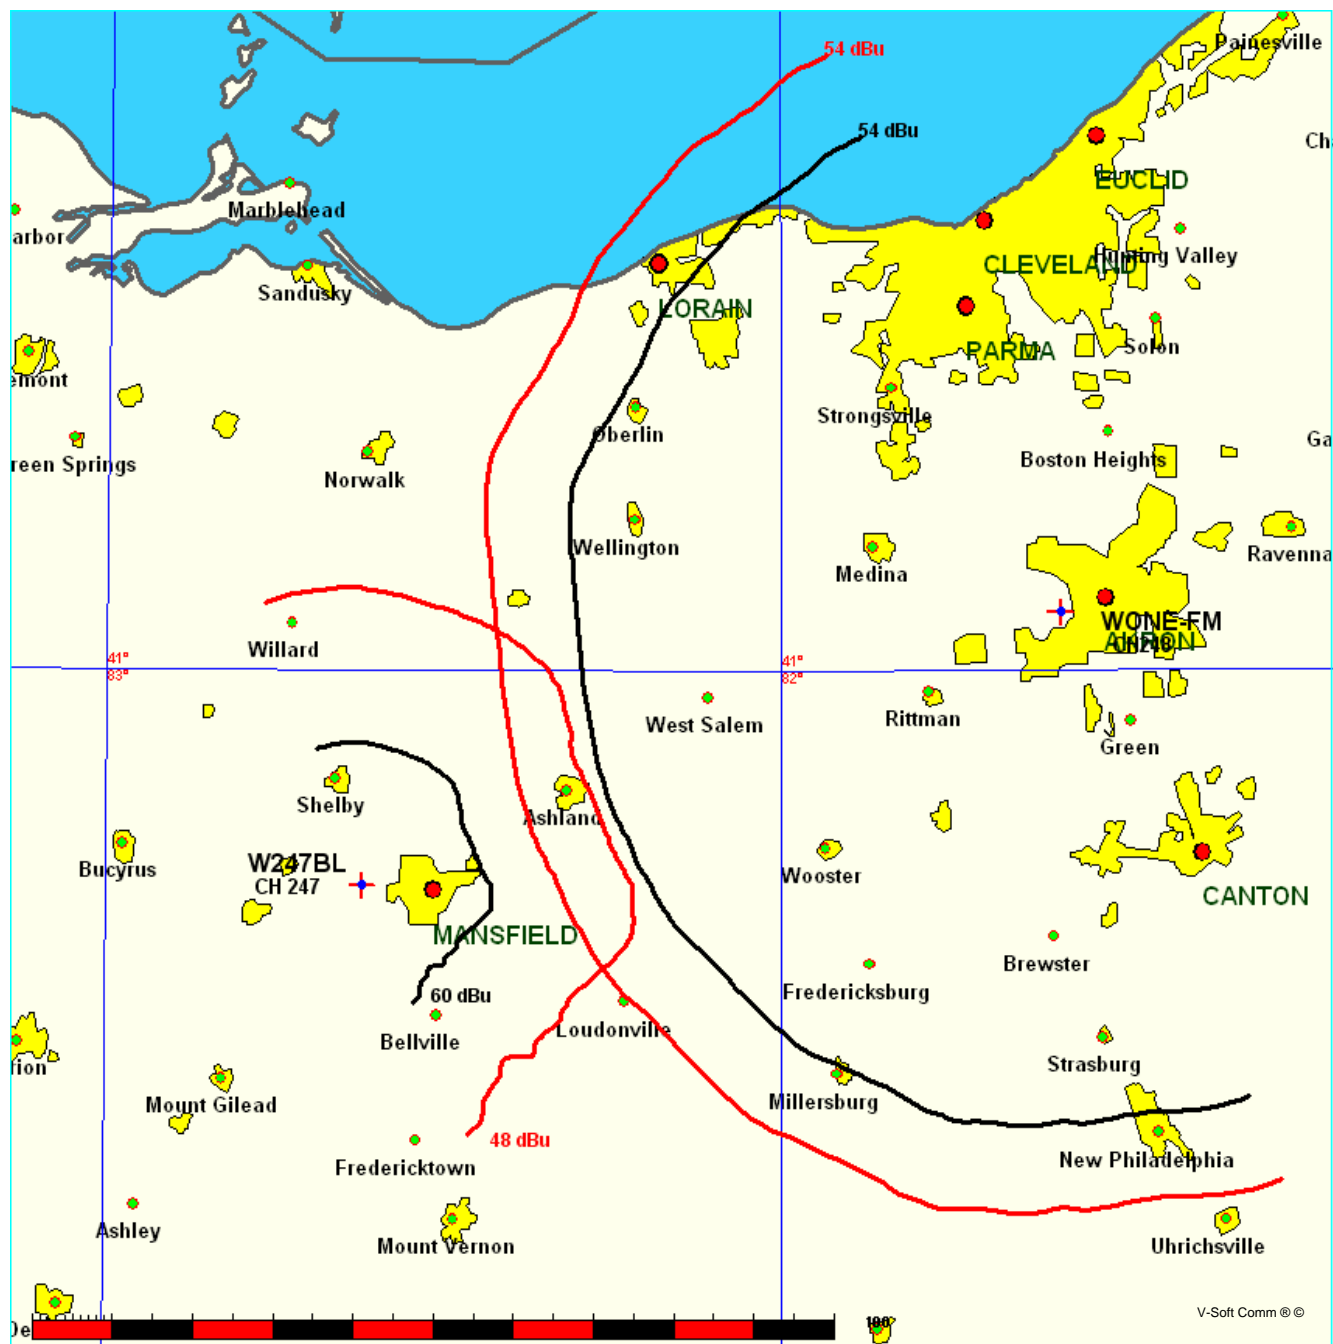 54 dBu
Painesville
54 dBu
EUCLID
Marblehead
arbor
Hunting Valley
CLEVELAND
Sandusky
LORAIN
PARMA
Solon
emont
Strongsville
Oberlin
Ga
reen Springs
Boston Heights
Norwalk
Wellington
Medina
Ravenna
WONE-FM
AKRON
Willard
41°
83°
41°
82°
West Salem
Rittman
Green
Shelby
Ashland
W247BL
CH 247
Bucyrus
Wooster
CANTON
MANSFIELD
Brewster
60 dBu
Fredericksburg
Bellville
Loudonville
Strasburg
Mount Gilead
Millersburg
48 dBu
Fredericktown
New Philadelphia
Ashley
Mount Vernon
Uhrichsville
V-Soft Comm ® ©